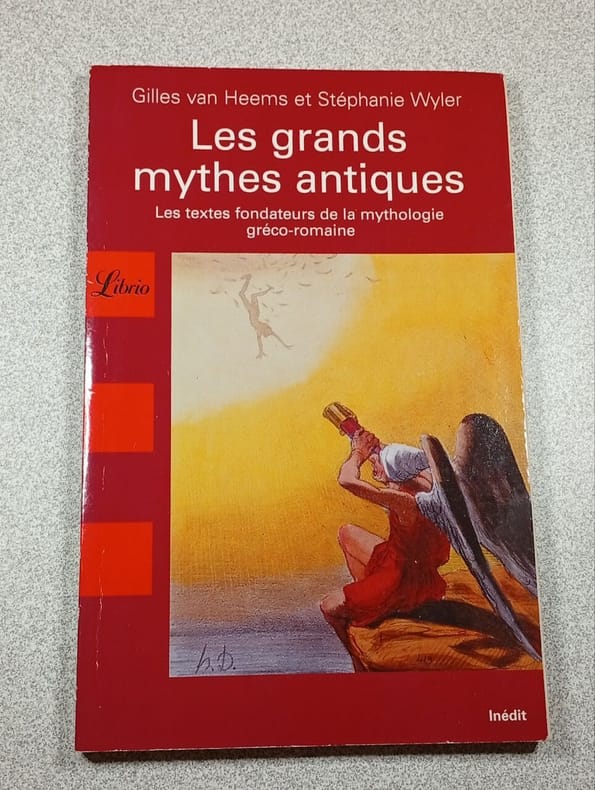 Gilles van Heems et Stéphanie Wyler
Les grands
mythes antiques
Les textes fondateurs de la mythologie
gréco-romaine
Librio
h.D.
Inédit